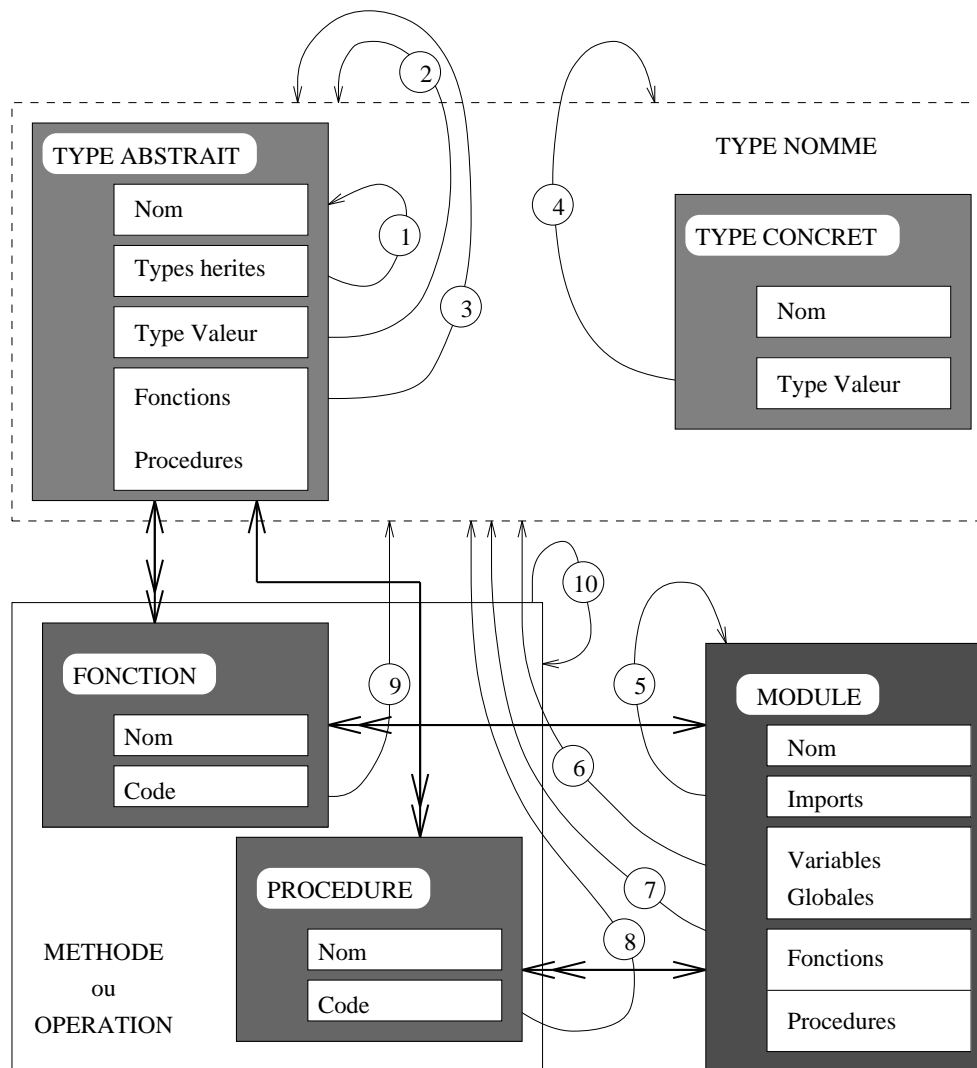 2
TYPE ABSTRAIT
TYPE NOMME
Nom
1
4
TYPE CONCRET
Types herites
3
Nom
Type Valeur
Type Valeur
Fonctions
Procedures
10
FONCTION
9
5
MODULE
Nom
Nom
6
Code
Imports
Variables
Globales
PROCEDURE
7
8
Nom
Fonctions
METHODE
ou
OPERATION
Code
Procedures